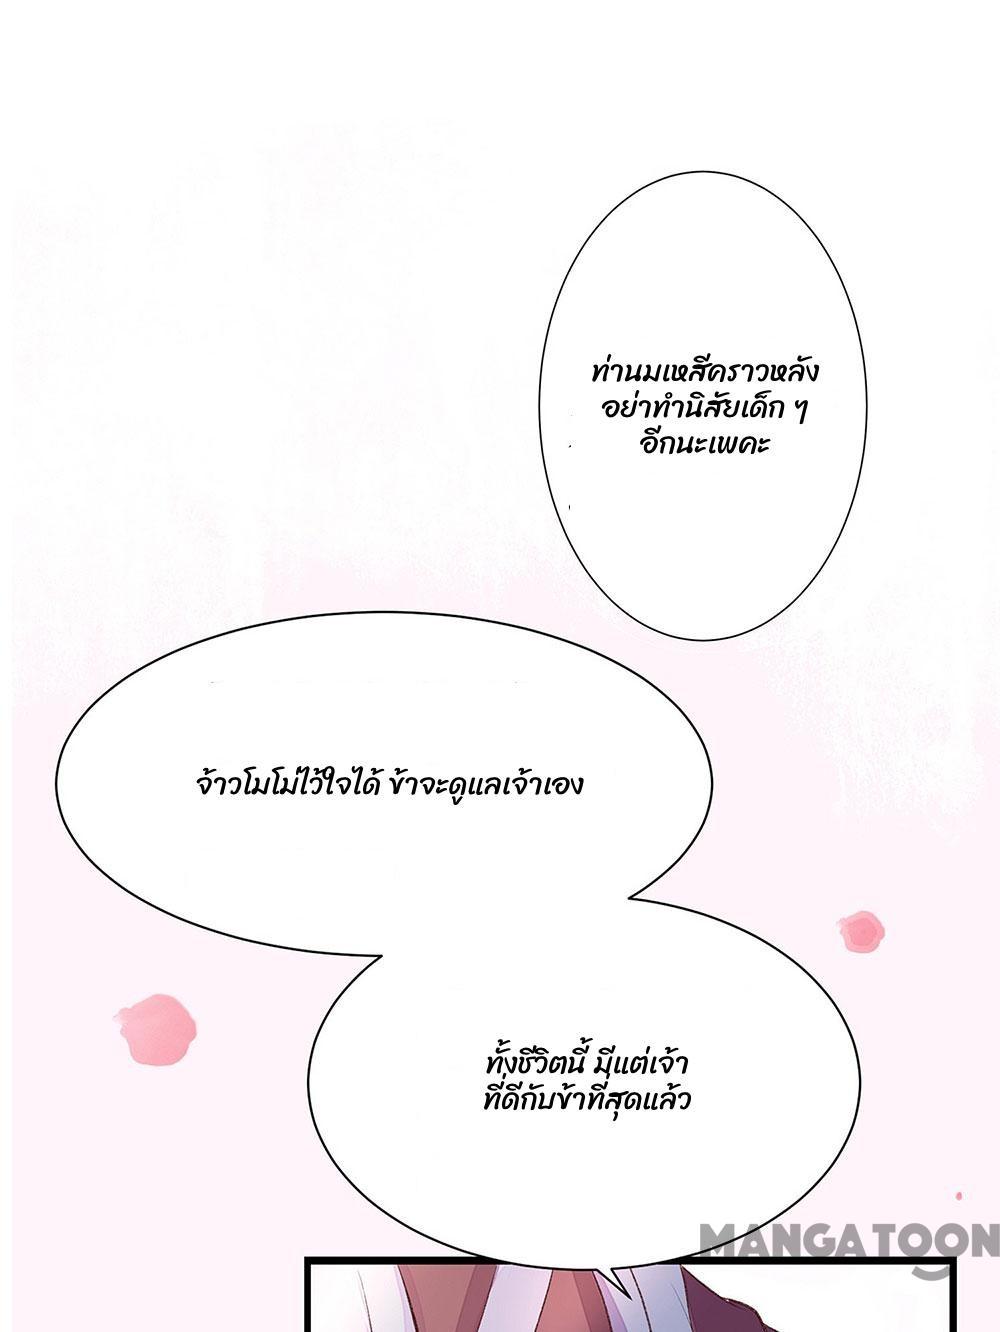 ท่านมเหสีคราวหลัง
อย่าทำนิสัยเด็ก ๆ
อีกนะเพคะ
จ้าวโมโม่ไว้ใจได้ ข้าจะดูแลเจ้าเอง
ทั้งชีวิตนี้ มีแต่เจ้า
ที่ดีกับข้าที่สุดแล้ว
MANGATOON